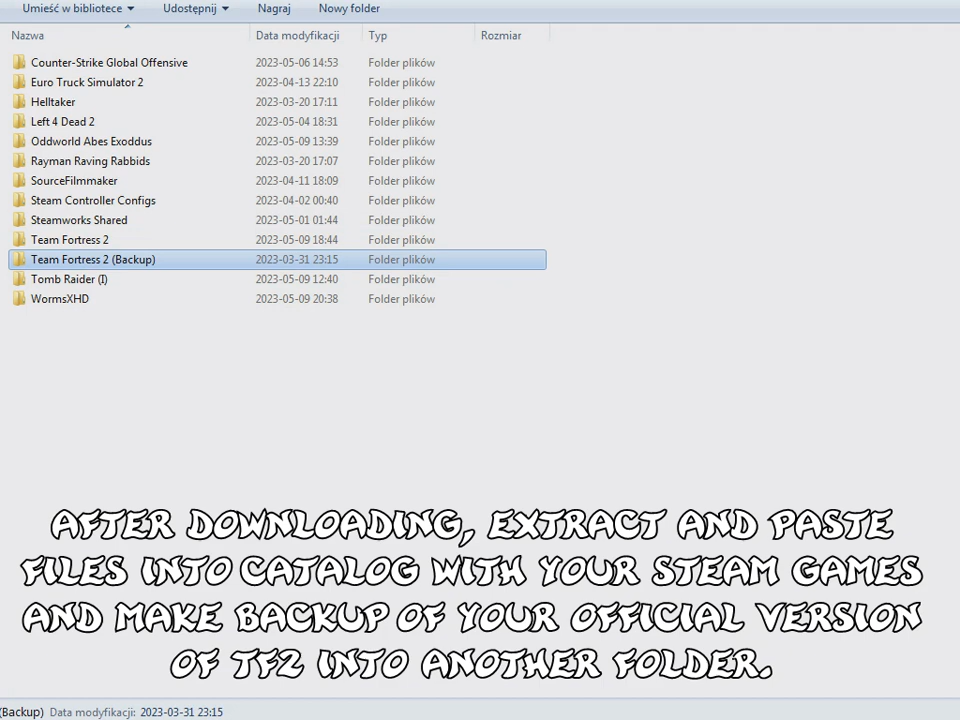 Umieść w bibliotece Udostępnij Nagraj Nowy folder
Nazwa Data modyfikacji Typ Rozmiar
Counter-Strike Global Offensive 2023-05-06 14:53 Folder plików
Euro Truck Simulator 2 2023-04-13 22:10 Folder plików
Helltaker 2023-03-20 17:11 Folder plików
Left 4 Dead 2 2023-05-04 18:31 Folder plików
Oddworld Abes Exoddus 2023-05-09 13:39 Folder plików
Rayman Raving Rabbids 2023-03-20 17:07 Folder plików
SourceFilmmaker 2023-04-11 18:09 Folder plików
Steam Controller Configs 2023-04-02 00:40 Folder plików
Steamworks Shared 2023-05-01 01:44 Folder plików
Team Fortress 2 2023-05-09 18:44 Folder plików
Team Fortress 2 (Backup) 2023-03-31 23:15 Folder plików
Tomb Raider (I) 2023-05-09 12:40 Folder plików
WormsXHD 2023-05-09 20:38 Folder plików
AFTER DOWNLOADING, EXTRACT AND PASTE
FILES INTO CATALOG WITH YOUR STEAM GAMES
AND MAKE BACKUP OF YOUR OFFICIAL VERSION
OF TF2 INTO ANOTHER FOLDER.
(Backup) Data modyfikacji: 2023-03-31 23:15